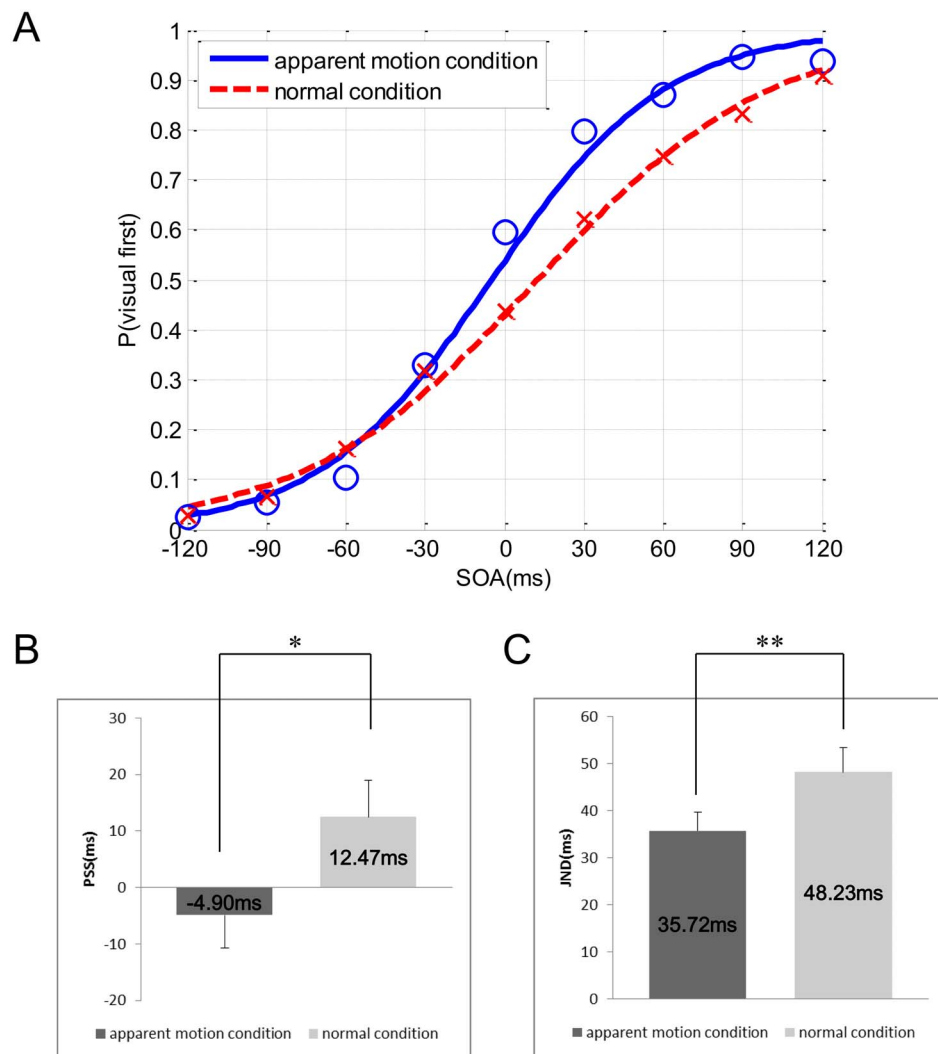 A
apparent motion condition
normal condition
1
0.9
0.8
0.7
0.6
0.5
0.4
0.3
0.2
0.1
0
P(visual first)
-120 -90 -60 -30 0 30 60 90 120
SOA(ms)
B
*
30
20
10
0
-10
-20
PSS(ms)
12.47ms
-4.90ms
apparent motion condition normal condition
C
**
60
50
40
30
20
10
0
JND(ms)
35.72ms
48.23ms
apparent motion condition normal condition